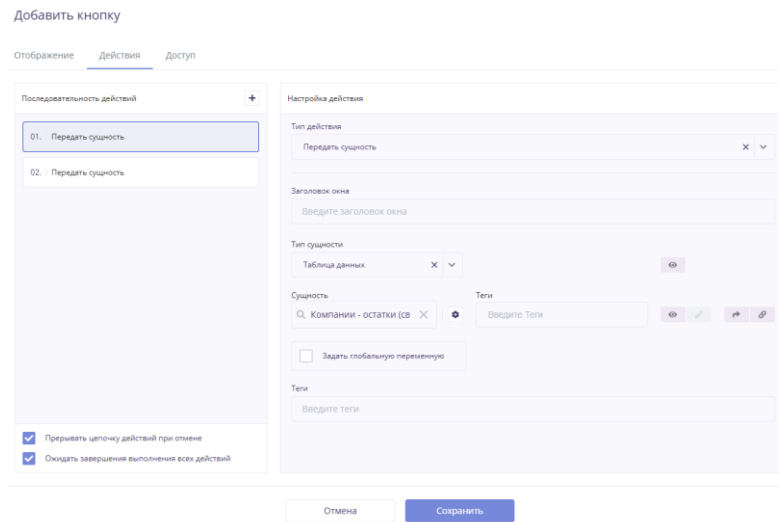 Добавить кнопку
Отображение Действия Доступ
Последовательность действий +
01. Передать сущность
02. Передать сущность
Прерывать цепочку действий при отмене
Ожидать завершения выполнения всех действий
Настройка действия
Тип действия
Передать сущность
Заголовок окна
Введите заголовок окна
Тип сущности
Таблица данных
Сущность Теги
Компании - остатки (св Введите Теги
Задать глобальную переменную
Теги
Введите теги
Отмена Сохранить